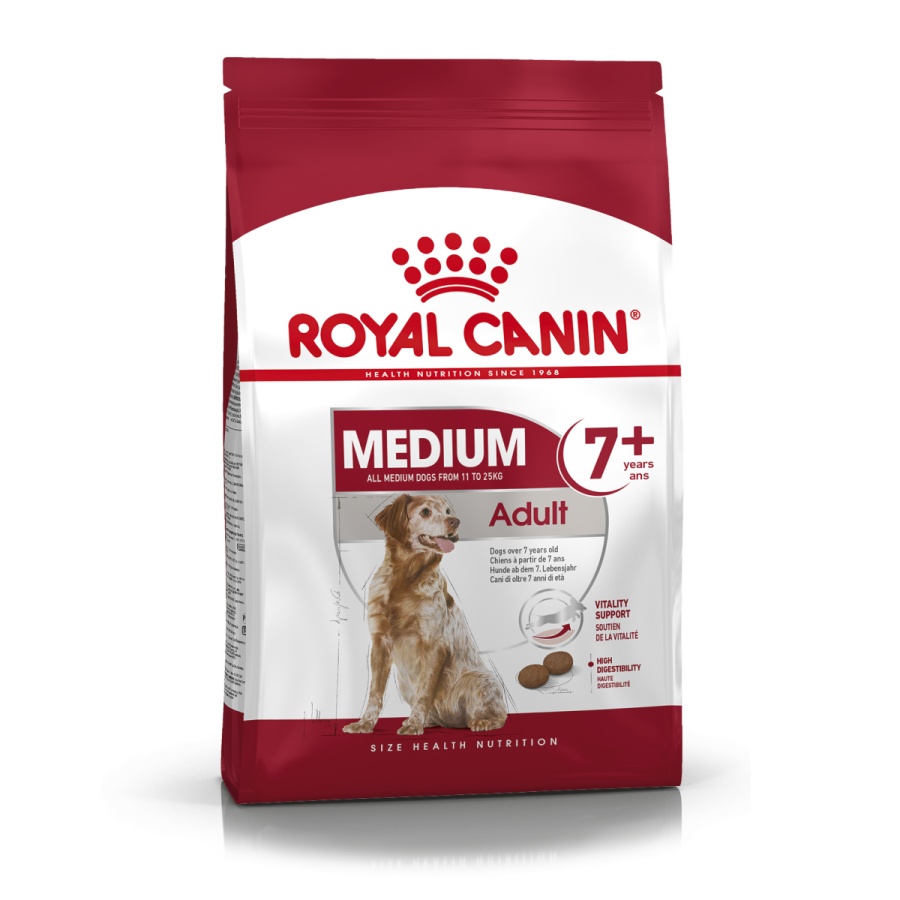 ROYAL CANIN®
HEALTH NUTRITION SINCE 1968
MEDIUM
ALL MEDIUM DOGS FROM 11 TO 25KG
7+
years
ans
Adult
Dogs over 7 years old
Chiens à partir de 7 ans
Hunde ab dem 7. Lebensjahr
Cani di oltre 7 anni di età
VITALITY
SUPPORT
SOUTIEN
DE LA VITALITÉ
HIGH
DIGESTIBILITY
HAUTE
DIGESTIBILITÉ
SIZE HEALTH NUTRITION